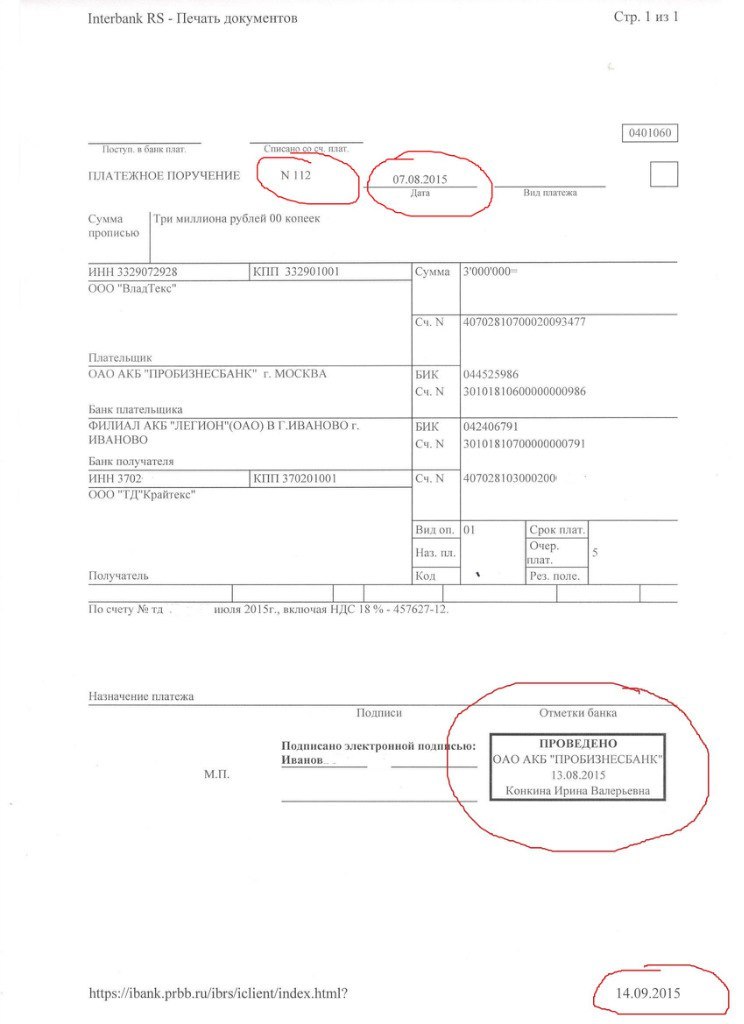 Interbank RS - Печать документов
Стр. 1 из 1
0401060
Поступ. в банк плат.
Списано со сч. плат.
ПЛАТЕЖНОЕ ПОРУЧЕНИЕ
N 112
07.08.2015
Дата
Вид платежа
Сумма прописью
Три миллиона рублей 00 копеек
ИНН 3329072928
КПП 332901001
Сумма
3'000'000=
ООО "ВладТекс"
Сч. N
40702810700020093477
Плательщик
ОАО АКБ "ПРОБИЗНЕСБАНК" г. МОСКВА
БИК
044525986
Сч. N
30101810600000000986
Банк плательщика
ФИЛИАЛ АКБ "ЛЕГИОН"(ОАО) В Г.ИВАНОВО г.
ИВАНОВО
БИК
042406791
Сч. N
30101810700000000791
Банк получателя
ИНН 3702
КПП 370201001
Сч. N
407028103000200
ООО "ТД"Крайтекс"
Вид оп.
01
Срок плат.
Наз. пл.
Очер. плат.
5
Получатель
Код
Рез. поле.
По счету № тд . июля 2015г., включая НДС 18 % - 457627-12.
Назначение платежа
Подписи
Отметки банка
Подписано электронной подписью:
Иванов
М.П.
ПРОВЕДЕНО
ОАО АКБ "ПРОБИЗНЕСБАНК"
13.08.2015
Конкина Ирина Валерьевна
https://ibank.prbb.ru/ibrs/iclient/index.html?
14.09.2015